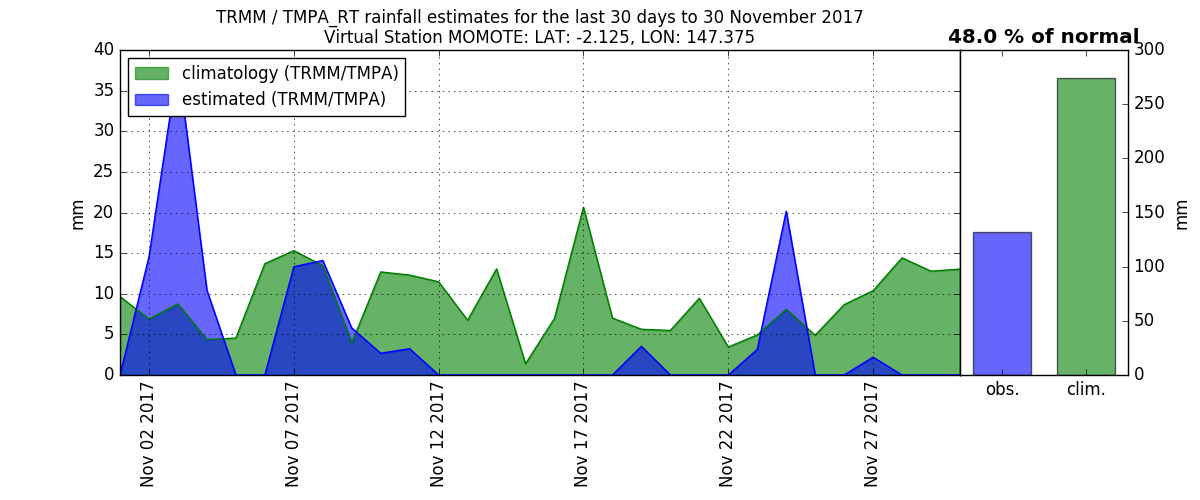 TRMM / TMPA_RT rainfall estimates for the last 30 days to 30 November 2017
Virtual Station MOMOTE: LAT: -2.125, LON: 147.375
48.0 % of normal
climatology (TRMM/TMPA)
estimated (TRMM/TMPA)
40
35
30
25
20
15
10
5
0
mm
Nov 02 2017
Nov 07 2017
Nov 12 2017
Nov 17 2017
Nov 22 2017
Nov 27 2017
300
250
200
150
100
50
0
mm
obs.
clim.